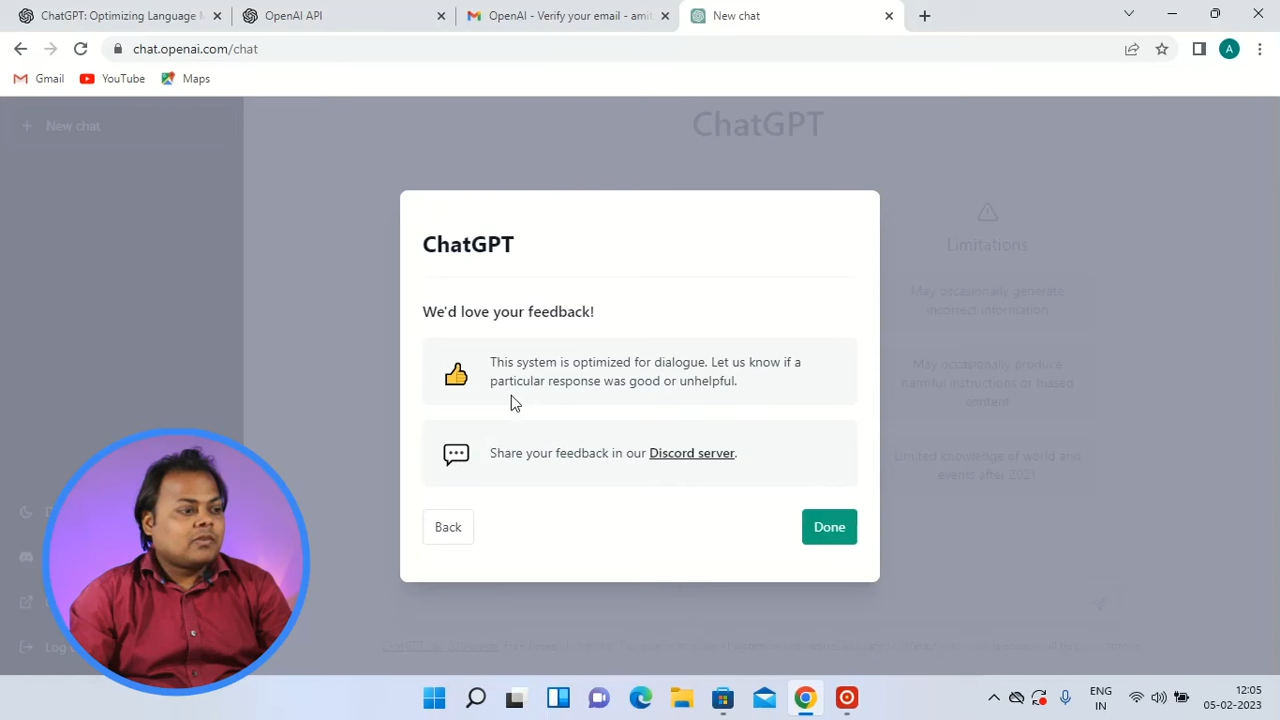 ChatGPT: Optimizing Language M
OpenAI API
OpenAI - Verify your email - amit
New chat
chat.openai.com/chat
A
Gmail
YouTube
Maps
New chat
ChatGPT
Limitations
May occasionally generate
incorrect information
May occasionally produce
harmful instructions or biased
content
Limited knowledge of world and
events after 2021
ChatGPT
We'd love your feedback!
This system is optimized for dialogue. Let us know if a
particular response was good or unhelpful.
Share your feedback in our Discord server.
Back
Done
Log
ENG
IN
12:05
05-02-2023